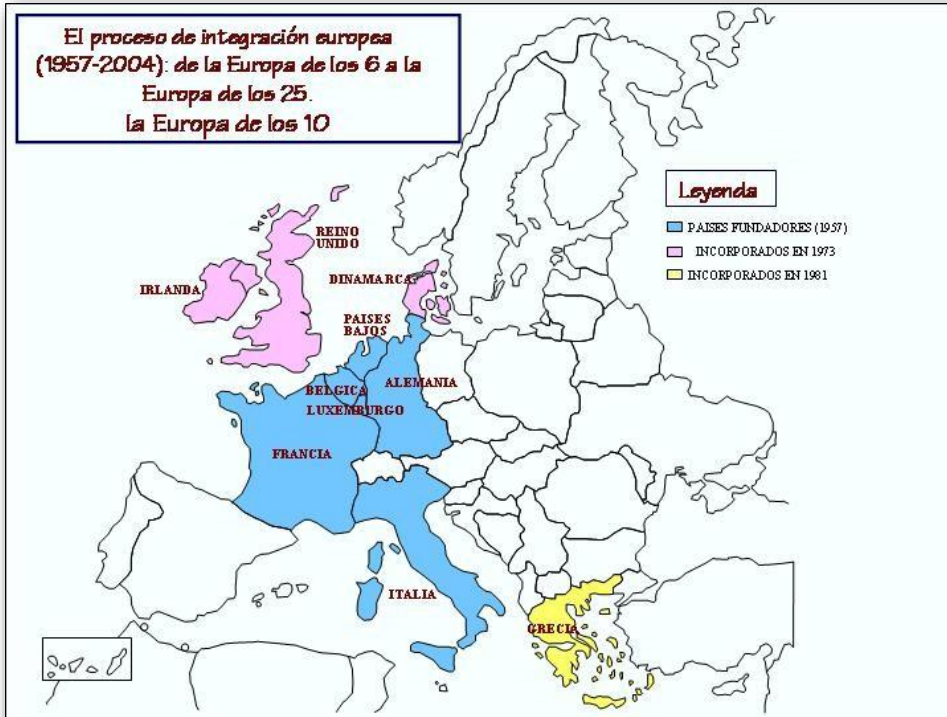 El proceso de integración europea
(1957-2004): de la Europa de los 6 a la
Europa de los 25.
la Europa de los 10
Leyenda
PAISES FUNDADORES (1957)
INCORPORADOS EN 1973
INCORPORADOS EN 1981
REINO
UNIDO
IRLANDA
DINAMARCA
PAISES
BAJOS
BELGICA
ALEMANIA
LUXEMBURGO
FRANCIA
ITALIA
GRECIA